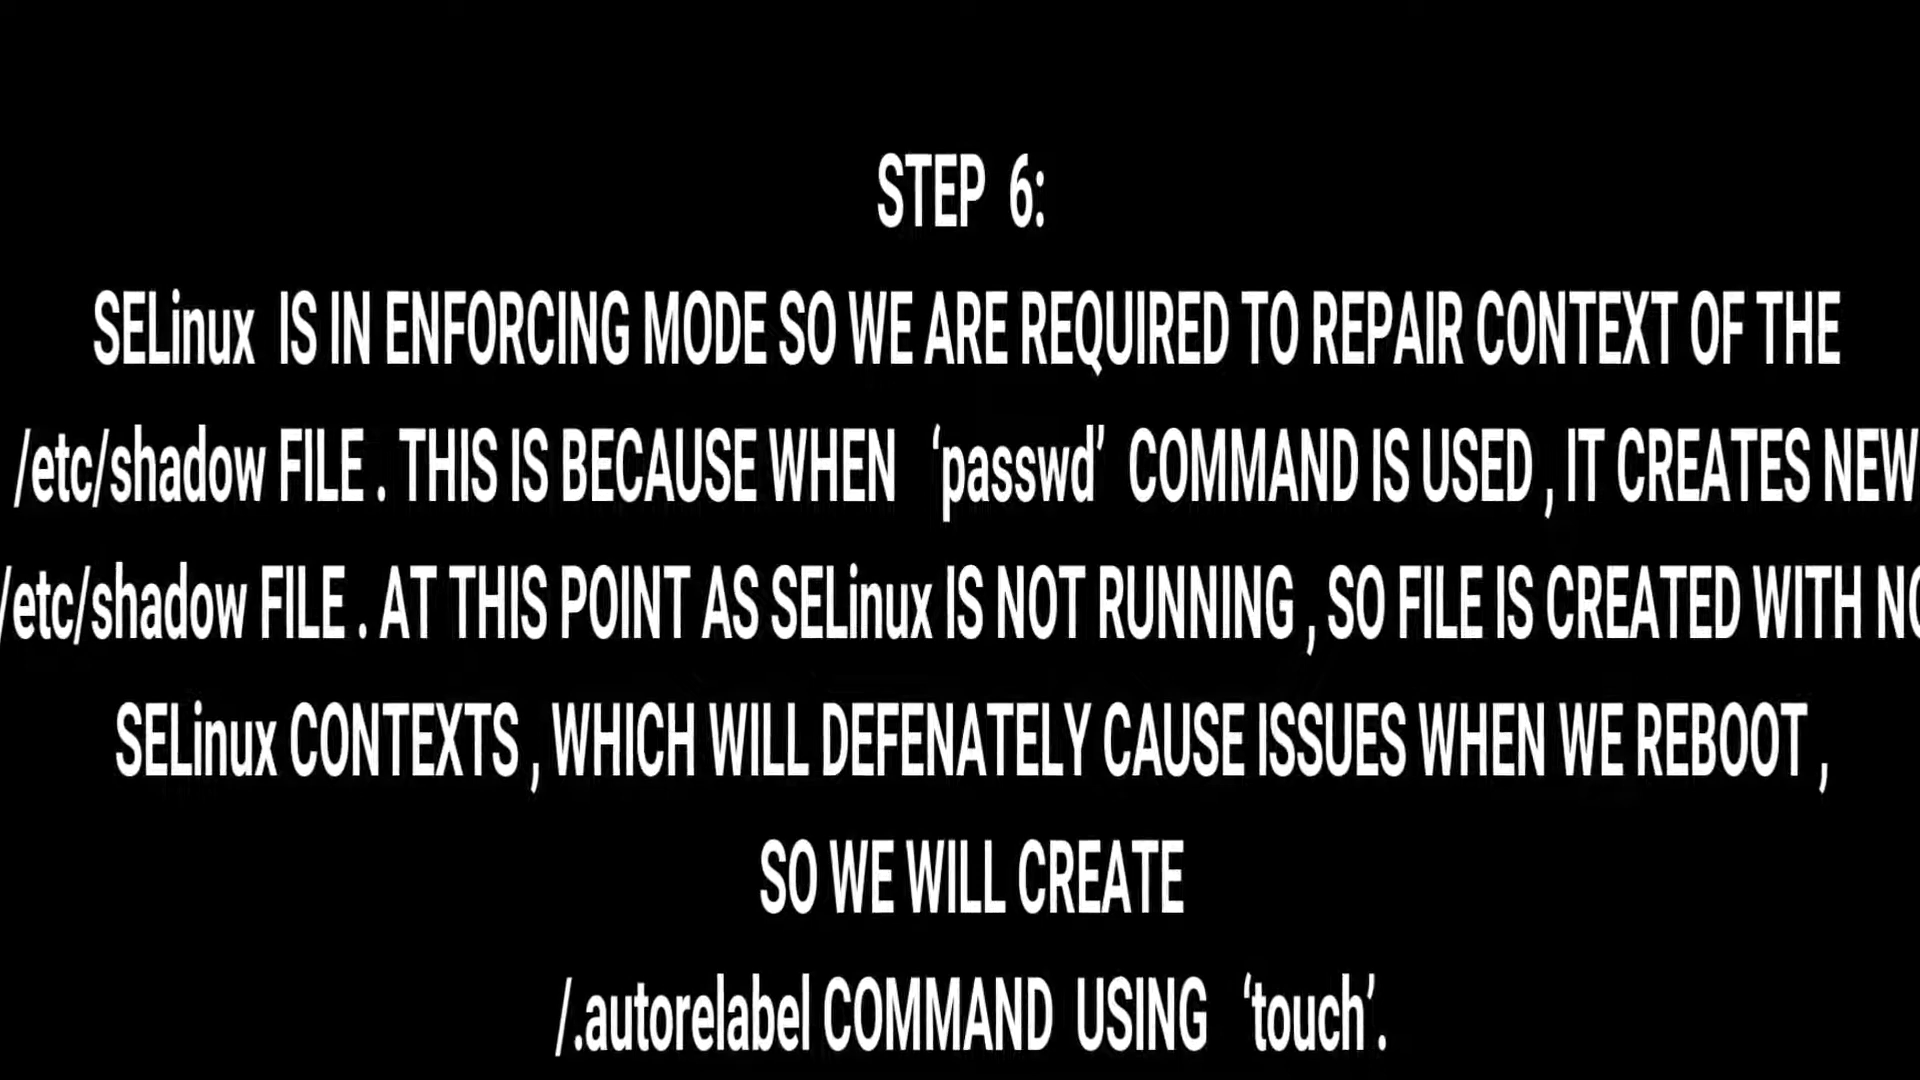 STEP 6:
SELinux IS IN ENFORCING MODE SO WE ARE REQUIRED TO REPAIR CONTEXT OF THE
/etc/shadow FILE . THIS IS BECAUSE WHEN ‘passwd’ COMMAND IS USED , IT CREATES NEW
/etc/shadow FILE . AT THIS POINT AS SELinux IS NOT RUNNING , SO FILE IS CREATED WITH NO
SELinux CONTEXTS , WHICH WILL DEFENATELY CAUSE ISSUES WHEN WE REBOOT ,
SO WE WILL CREATE
/.autorelabel COMMAND USING ‘touch’.